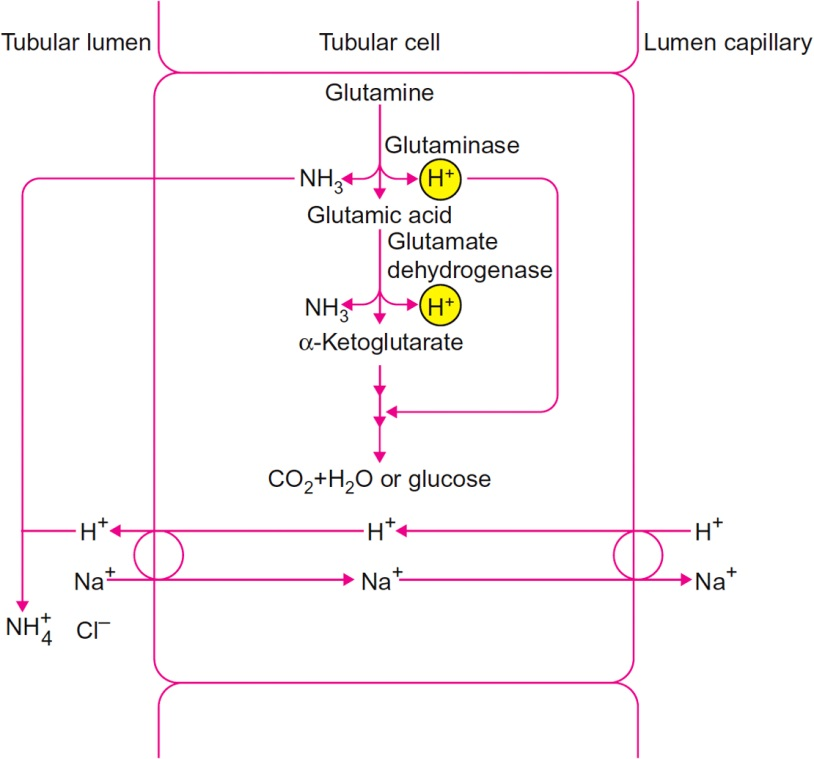 Tubular lumen Tubular cell Lumen capillary
Glutamine
Glutaminase
NH₃ H⁺
Glutamic acid
Glutamate
dehydrogenase
NH₃ H⁺
α-Ketoglutarate
CO₂+H₂O or glucose
H⁺ H⁺ H⁺
Na⁺ Na⁺ Na⁺
NH₄⁺ Cl⁻